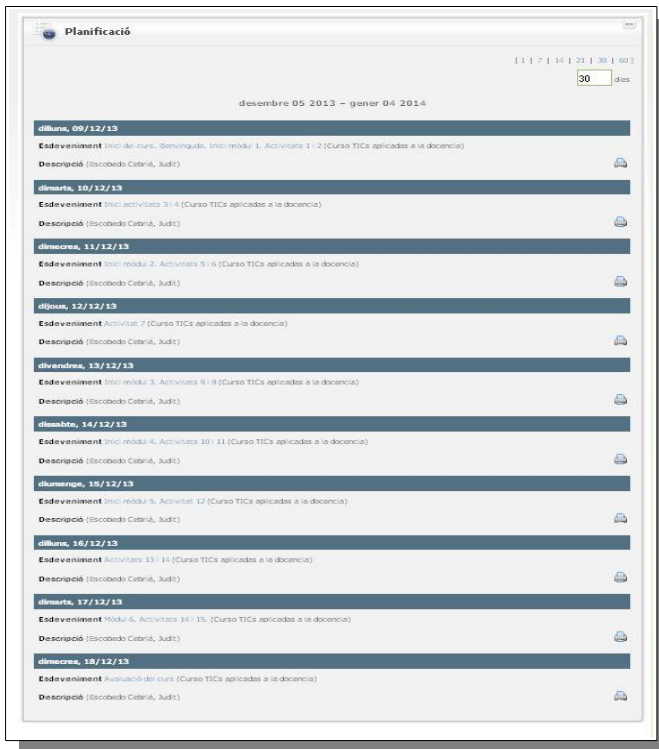 Planificació
[ 1 | 7 | 14 | 21 | 30 | 60 ]
30 dies
desembre 05 2013 – gener 04 2014
dilluns, 09/12/13
Esdeveniment Inici del curs. Benvinguda. Inici mòdul 1. Activitats 1 i 2 (Curso TICs aplicadas a la docencia)
Descripció (Escobedo Cebriá, Judit)
dimarts, 10/12/13
Esdeveniment Inici activitats 3 i 4 (Curso TICs aplicadas a la docencia)
Descripció (Escobedo Cebriá, Judit)
dimecres, 11/12/13
Esdeveniment Inici mòdul 2. Activitats 5 i 6 (Curso TICs aplicadas a la docencia)
Descripció (Escobedo Cebriá, Judit)
dijous, 12/12/13
Esdeveniment Activitat 7 (Curso TICs aplicadas a la docencia)
Descripció (Escobedo Cebriá, Judit)
divendres, 13/12/13
Esdeveniment Inici mòdul 3. Activitats 8 i 9 (Curso TICs aplicadas a la docencia)
Descripció (Escobedo Cebriá, Judit)
dissabte, 14/12/13
Esdeveniment Inici mòdul 4. Activitats 10 i 11 (Curso TICs aplicadas a la docencia)
Descripció (Escobedo Cebriá, Judit)
diumenge, 15/12/13
Esdeveniment Inici mòdul 5. Activitat 12 (Curso TICs aplicadas a la docencia)
Descripció (Escobedo Cebriá, Judit)
dilluns, 16/12/13
Esdeveniment Activitats 13 i 14 (Curso TICs aplicadas a la docencia)
Descripció (Escobedo Cebriá, Judit)
dimarts, 17/12/13
Esdeveniment Mòdul 6. Activitats 14 i 15. (Curso TICs aplicadas a la docencia)
Descripció (Escobedo Cebriá, Judit)
dimecres, 18/12/13
Esdeveniment Avaluació del curs (Curso TICs aplicadas a la docencia)
Descripció (Escobedo Cebriá, Judit)